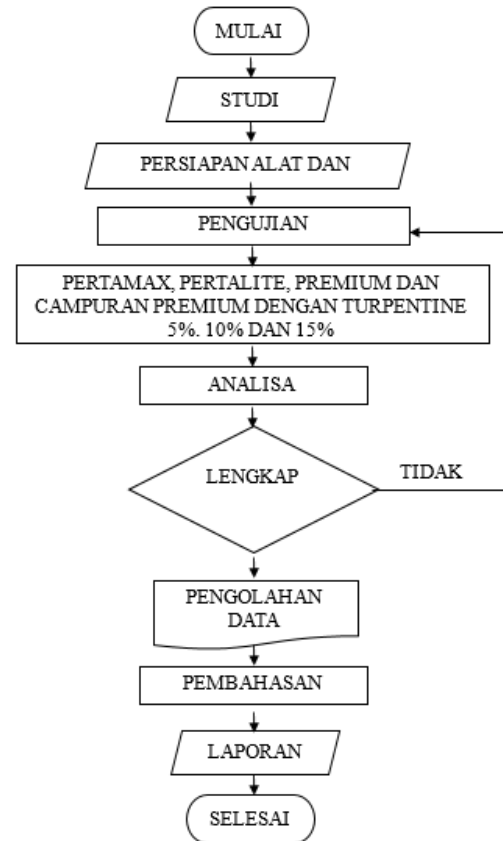 MULAI
STUDI
PERSIAPAN ALAT DAN
PENGUJIAN
PERTAMAX, PERTALITE, PREMIUM DAN
CAMPURAN PREMIUM DENGAN TURPENTINE
5%. 10% DAN 15%
ANALISA
LENGKAP
TIDAK
PENGOLAHAN
DATA
PEMBAHASAN
LAPORAN
SELESAI